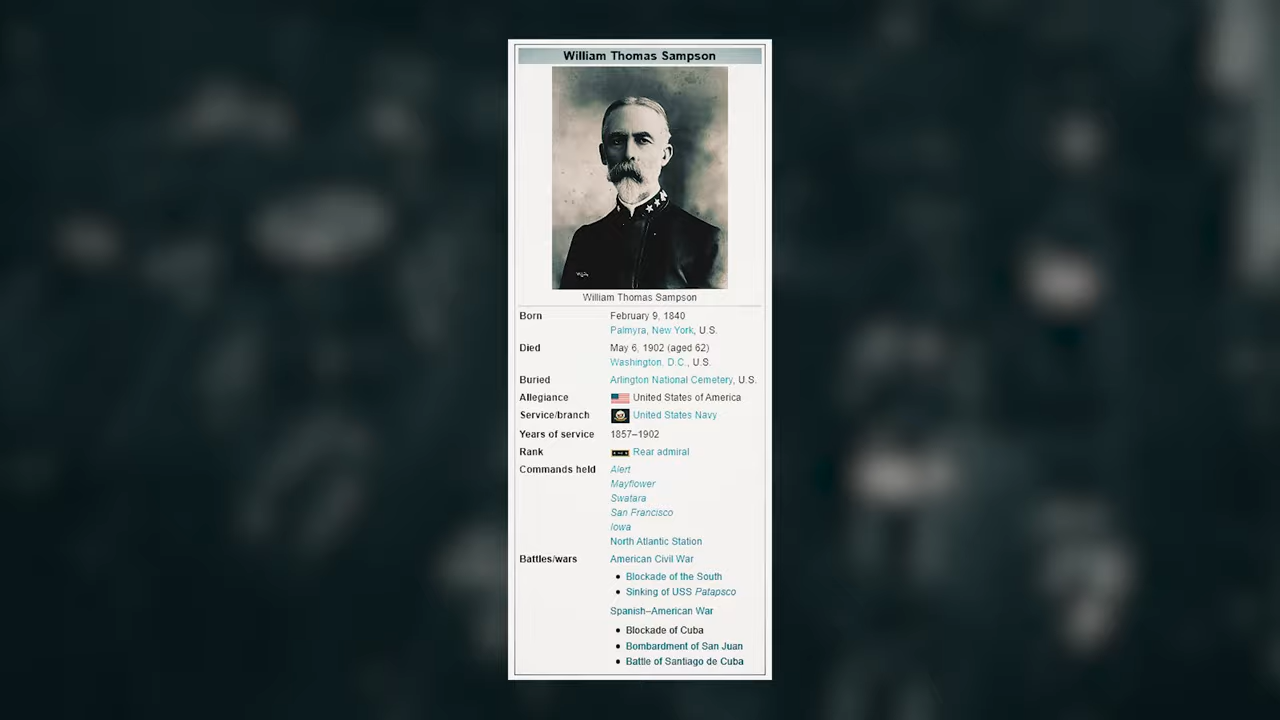 William Thomas Sampson
William Thomas Sampson
Born February 9, 1840
Palmyra, New York, U.S.
Died May 6, 1902 (aged 62)
Washington, D.C., U.S.
Buried Arlington National Cemetery, U.S.
Allegiance United States of America
Service/branch United States Navy
Years of service 1857–1902
Rank Rear admiral
Commands held Alert
Mayflower
Swatara
San Francisco
Iowa
North Atlantic Station
Battles/wars American Civil War
• Blockade of the South
• Sinking of USS Patapsco
Spanish–American War
• Blockade of Cuba
• Bombardment of San Juan
• Battle of Santiago de Cuba